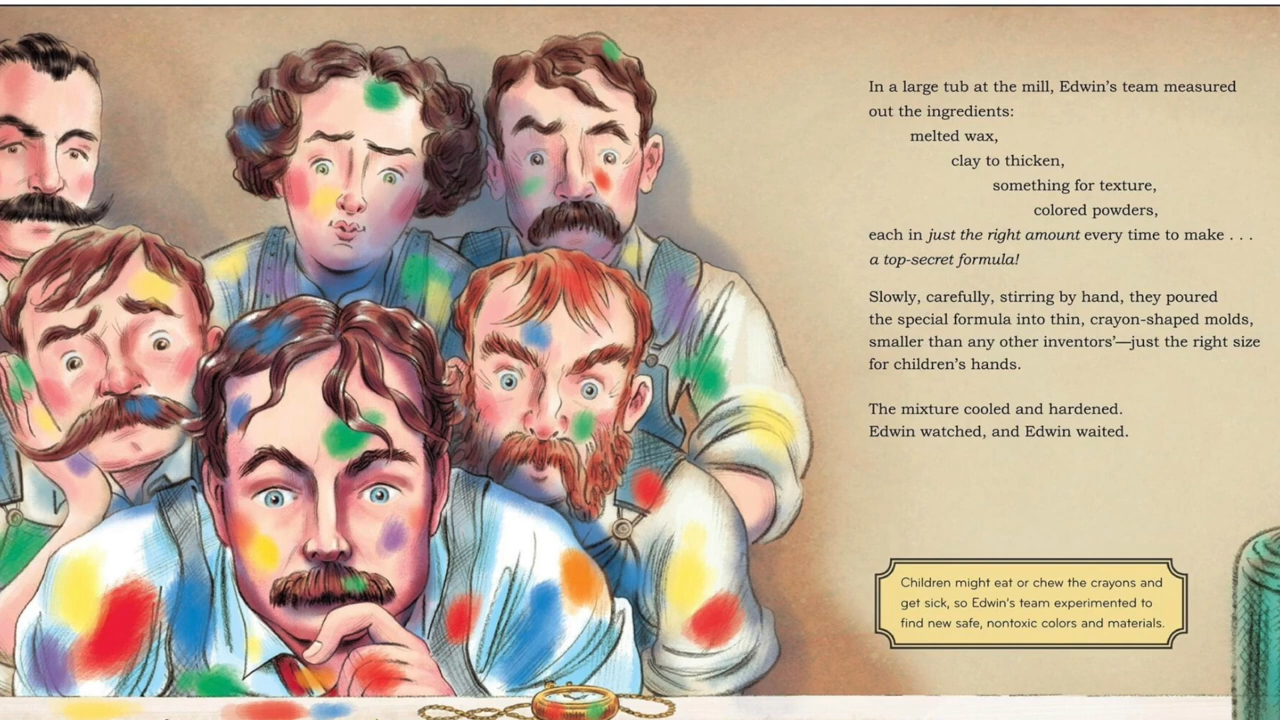 In a large tub at the mill, Edwin’s team measured
out the ingredients:
melted wax,
clay to thicken,
something for texture,
colored powders,
each in just the right amount every time to make . . .
a top-secret formula!
Slowly, carefully, stirring by hand, they poured
the special formula into thin, crayon-shaped molds,
smaller than any other inventors’—just the right size
for children’s hands.
The mixture cooled and hardened.
Edwin watched, and Edwin waited.
Children might eat or chew the crayons and
get sick, so Edwin’s team experimented to
find new safe, nontoxic colors and materials.